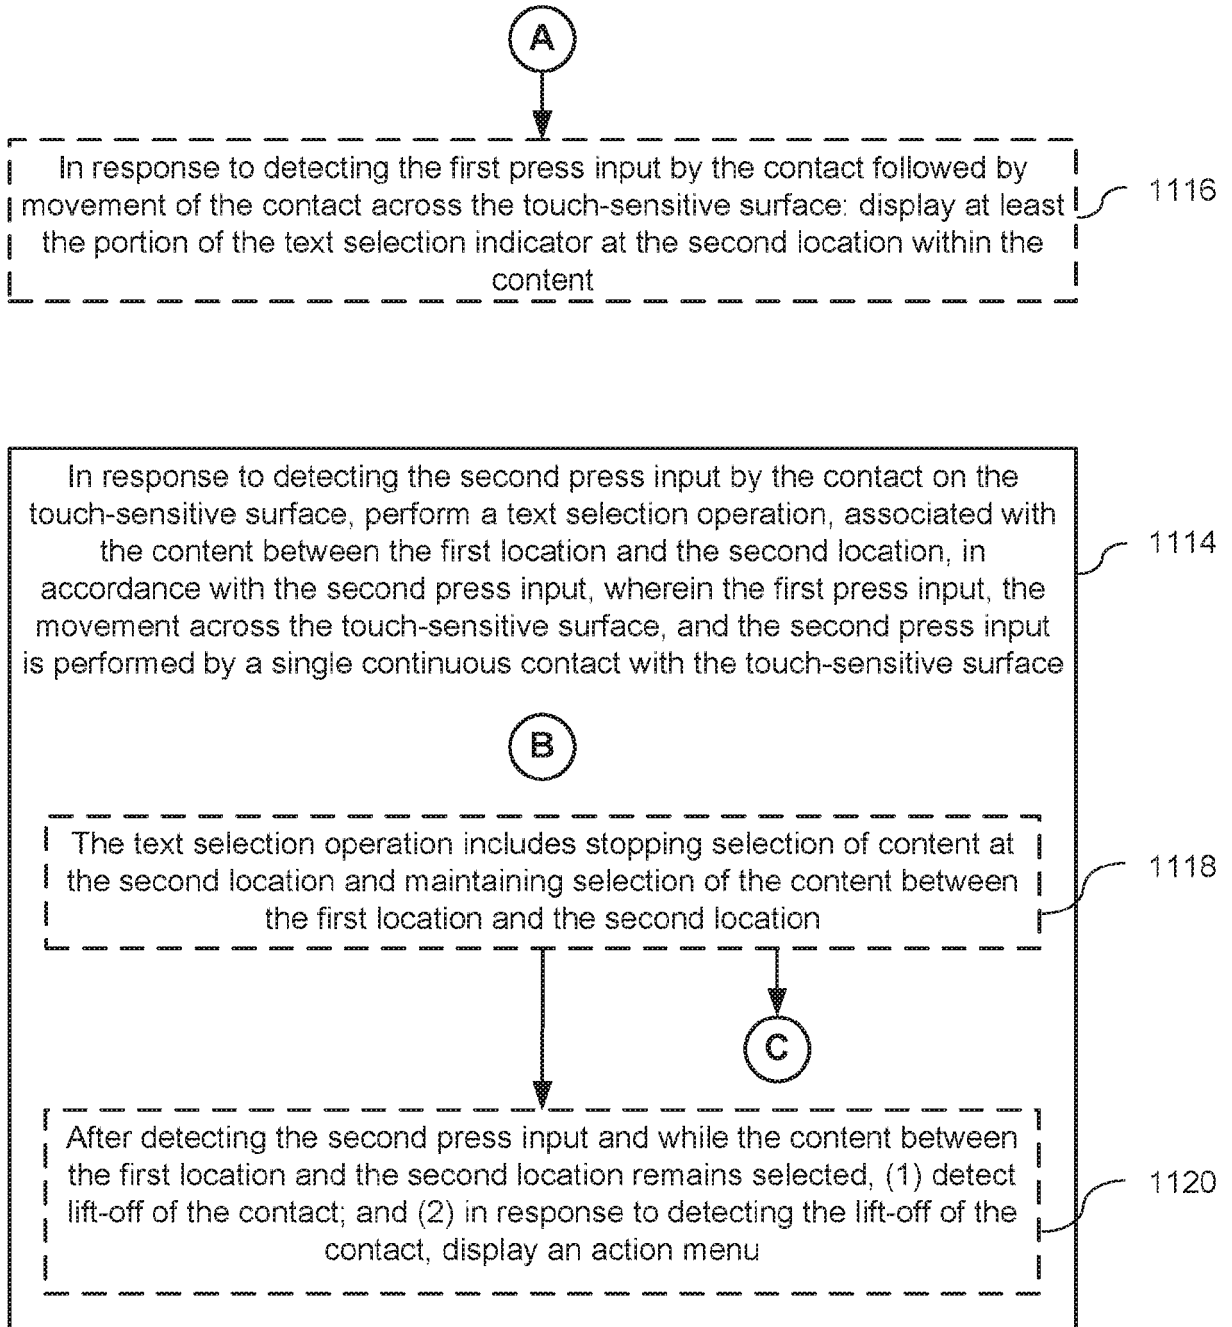 A
In response to detecting the first press input by the contact followed by
movement of the contact across the touch-sensitive surface: display at least
the portion of the text selection indicator at the second location within the
content
1116
In response to detecting the second press input by the contact on the
touch-sensitive surface, perform a text selection operation, associated with
the content between the first location and the second location, in
accordance with the second press input, wherein the first press input, the
movement across the touch-sensitive surface, and the second press input
is performed by a single continuous contact with the touch-sensitive surface
1114
B
The text selection operation includes stopping selection of content at
the second location and maintaining selection of the content between
the first location and the second location
1118
C
After detecting the second press input and while the content between
the first location and the second location remains selected, (1) detect
lift-off of the contact; and (2) in response to detecting the lift-off of the
contact, display an action menu
1120